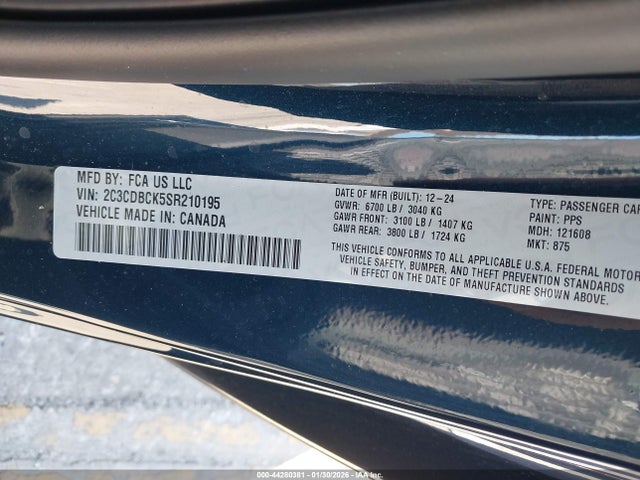 MFD BY: FCA US LLC
VIN: 2C3CDBCK5SR210195
VEHICLE MADE IN: CANADA
DATE OF MFR (BUILT): 12-24
GVWR: 6700 LB / 3040 KG
GAWR FRONT: 3100 LB / 1407 KG
GAWR REAR: 3800 LB / 1724 KG
TYPE: PASSENGER CAR
PAINT: PPS
MDH: 121608
MKT: 875
THIS VEHICLE CONFORMS TO ALL APPLICABLE U.S.A. FEDERAL MOTOR
VEHICLE SAFETY, BUMPER, AND THEFT PREVENTION STANDARDS
IN EFFECT ON THE DATE OF MANUFACTURE SHOWN ABOVE.
000-44280381 | 01/30/2026 | IAA Inc.